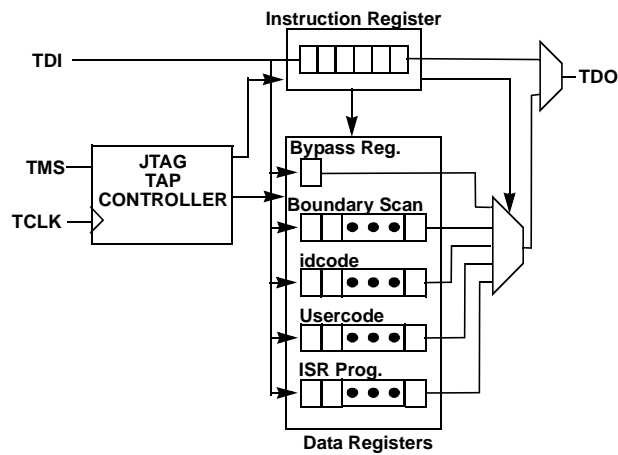 Instruction Register
TDI
TDO
JTAG
TAP
CONTROLLER
TMS
TCLK
Bypass Reg.
Boundary Scan
idcode
Usercode
ISR Prog.
Data Registers